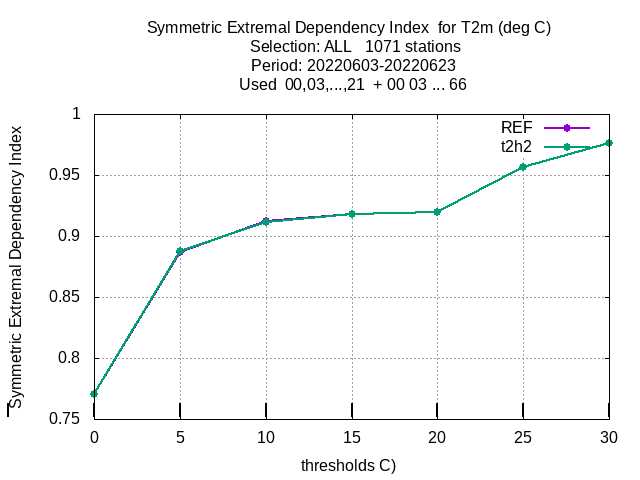 Symmetric Extremal Dependency Index  for T2m (deg C)
Selection: ALL   1071 stations
Period: 20220603-20220623
Used  00,03,...,21  + 00 03 ... 66
REF
t2h2
Symmetric Extremal Dependency Index
1
0.95
0.9
0.85
0.8
0.75
0 5 10 15 20 25 30
thresholds C)